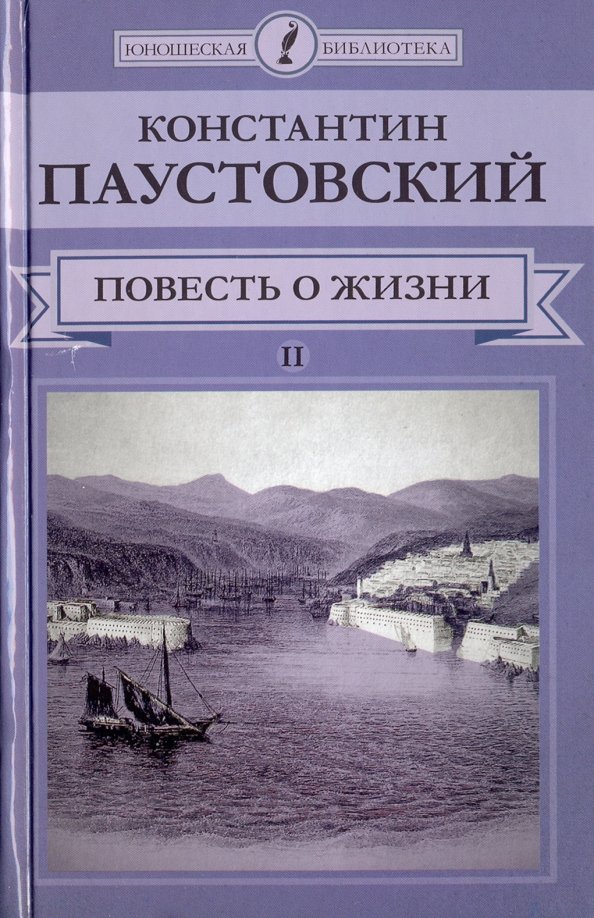 ЮНОШЕСКАЯ БИБЛИОТЕКА
КОНСТАНТИН
ПАУСТОВСКИЙ
ПОВЕСТЬ О ЖИЗНИ
II